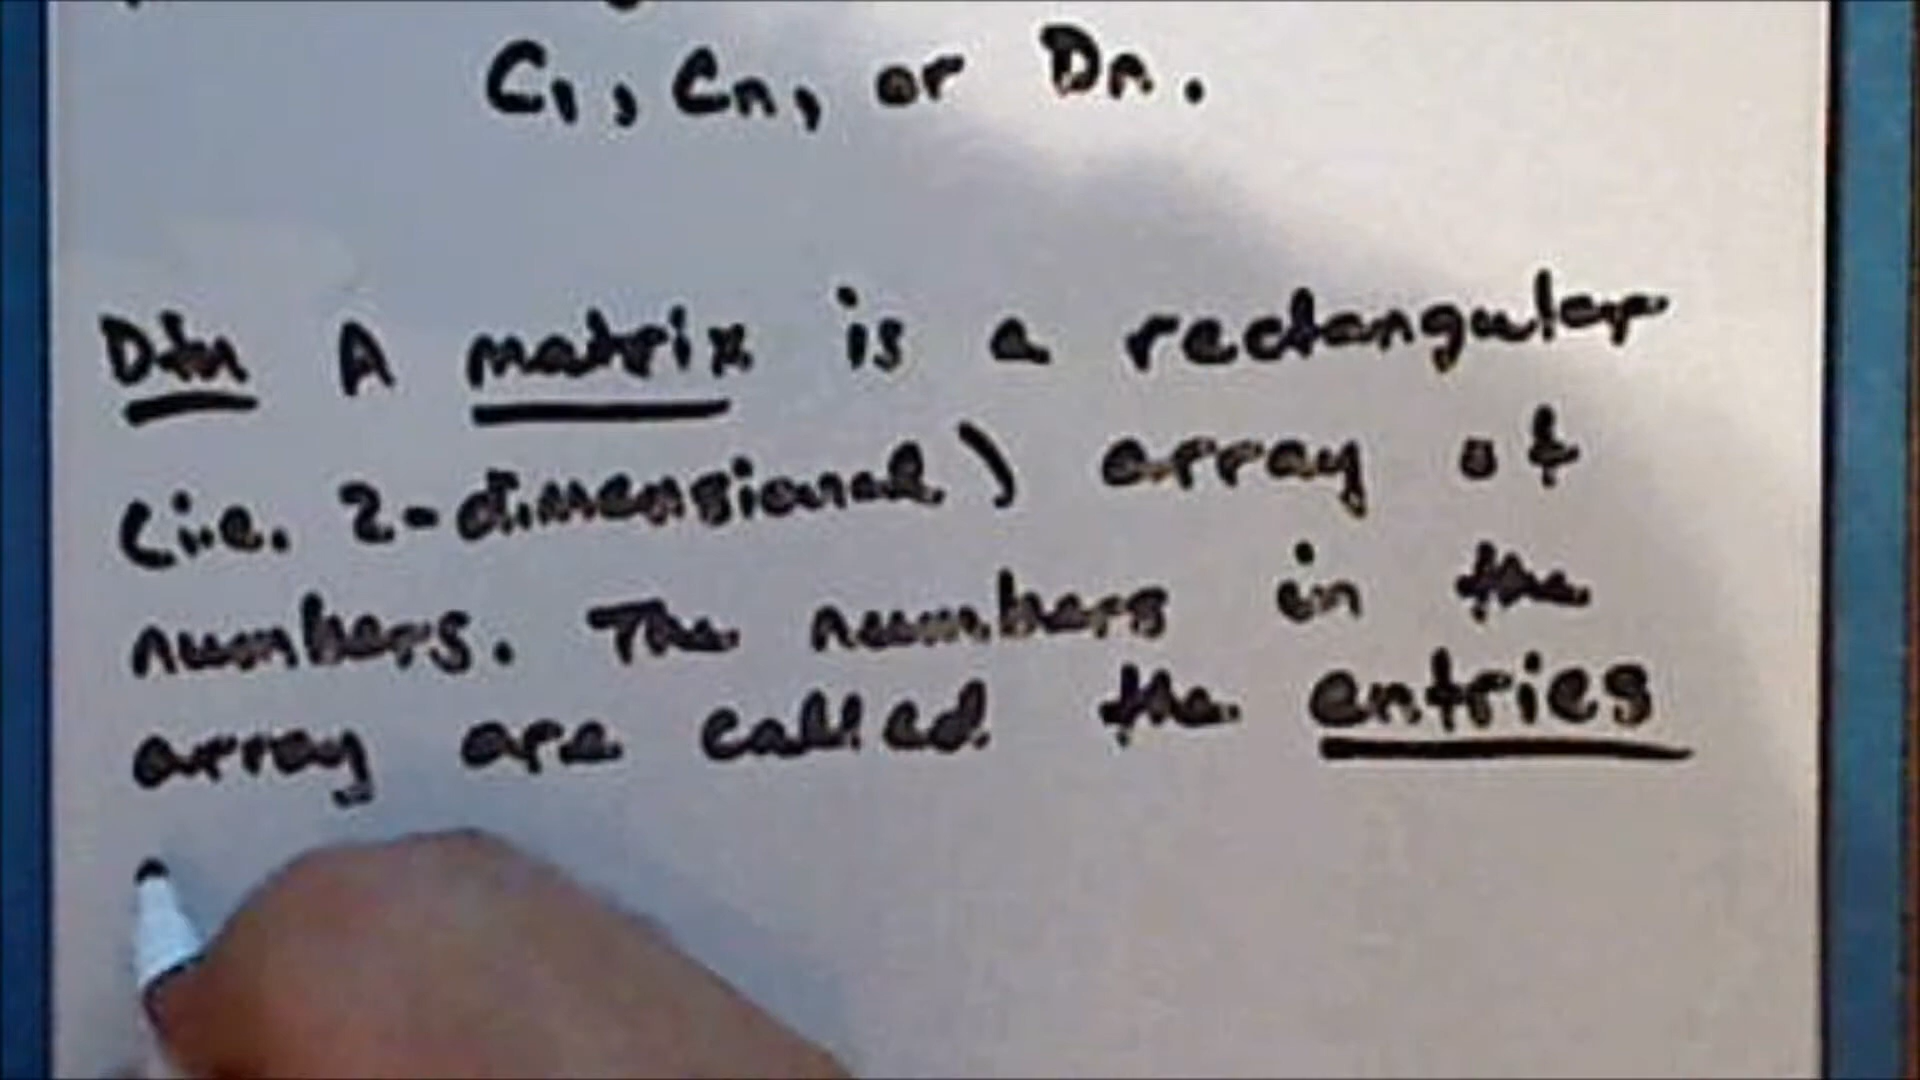 C₁, Cn, or Dn.
Dfn A matrix is a rectangular
(i.e. 2-dimensional) array of
numbers. The numbers in the
array are called the entries